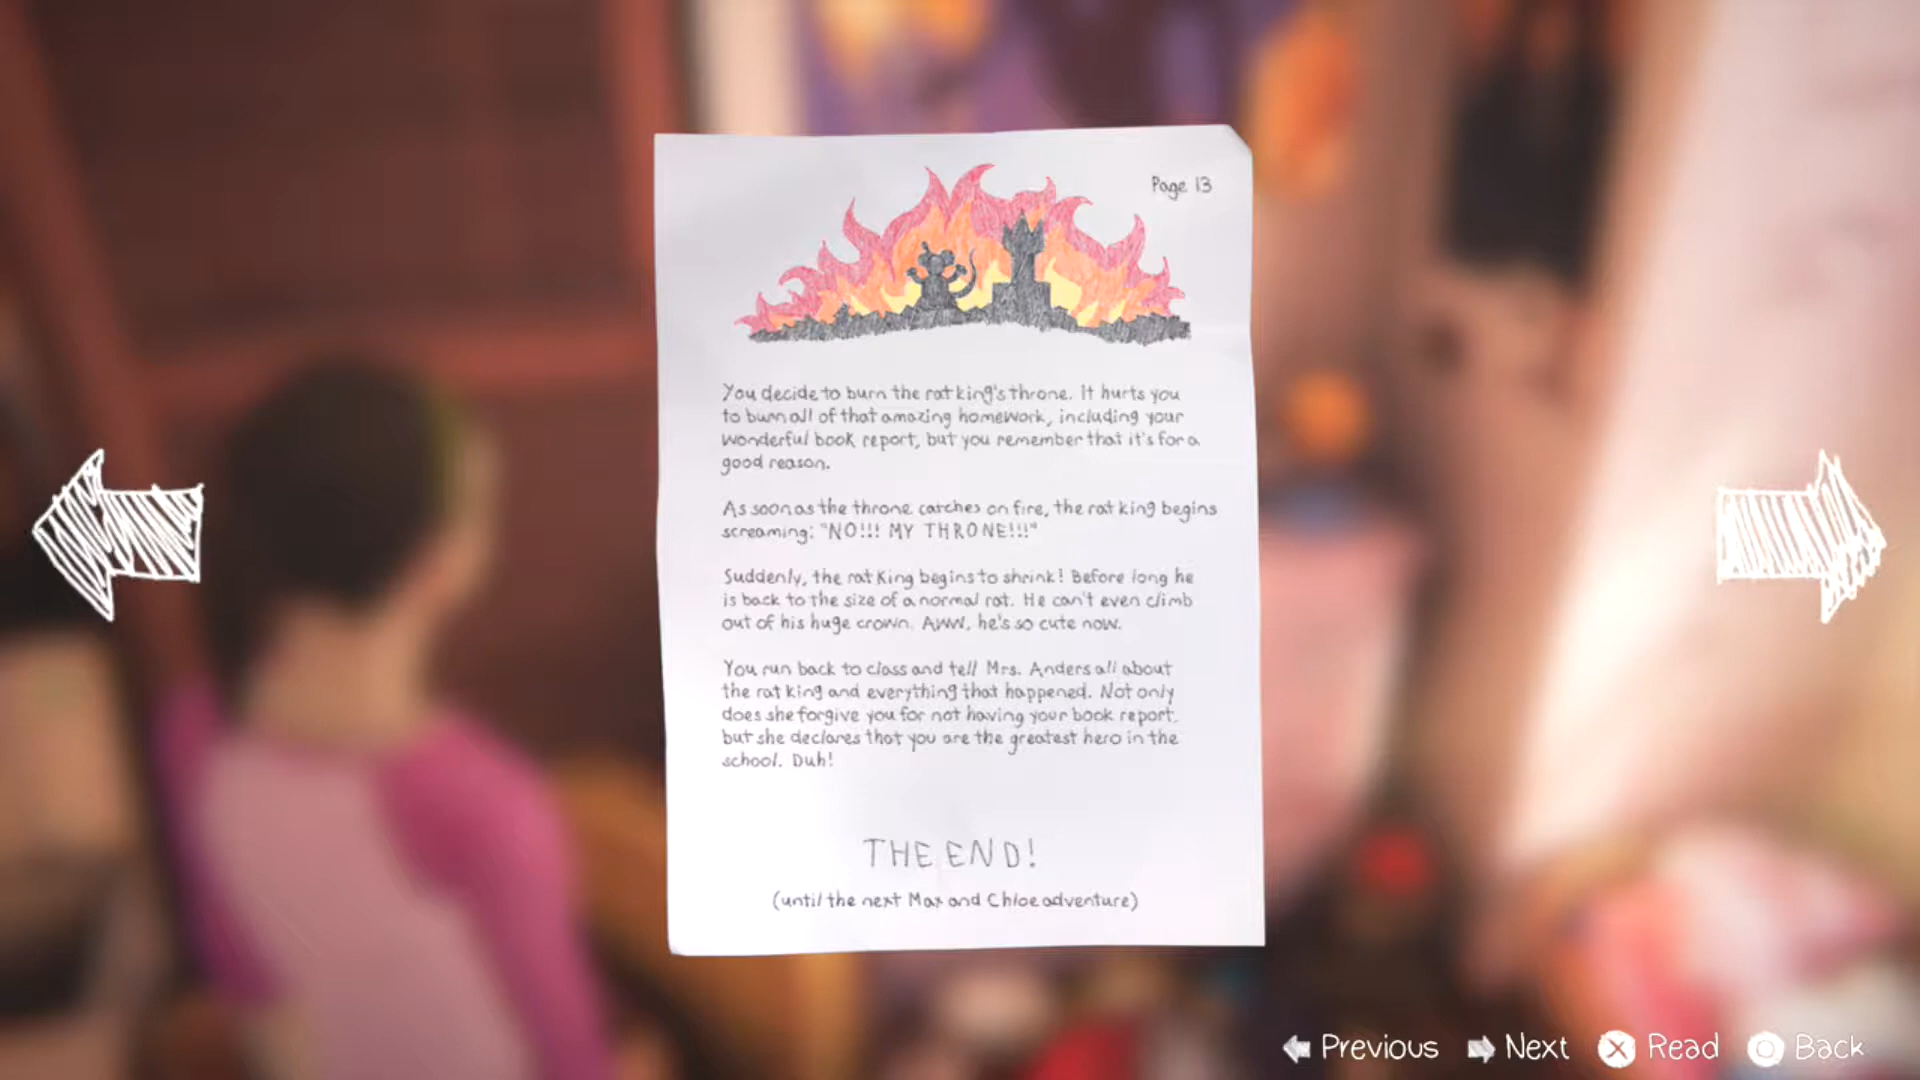 Page 13
You decide to burn the rat king's throne. It hurts you
to burn all of that amazing homework, including your
wonderful book report, but you remember that it's for a
good reason.
As soon as the throne catches on fire, the rat king begins
screaming: "NO!!! MY THRONE!!!"
Suddenly, the rat King begins to shrink! Before long he
is back to the size of a normal rat. He can't even climb
out of his huge crown. Aww, he's so cute now.
You run back to class and tell Mrs. Anders all about
the rat king and everything that happened. Not only
does she forgive you for not having your book report,
but she declares that you are the greatest hero in the
school. Duh!
THE END!
(until the next Max and Chloe adventure)
Previous Next Read Back